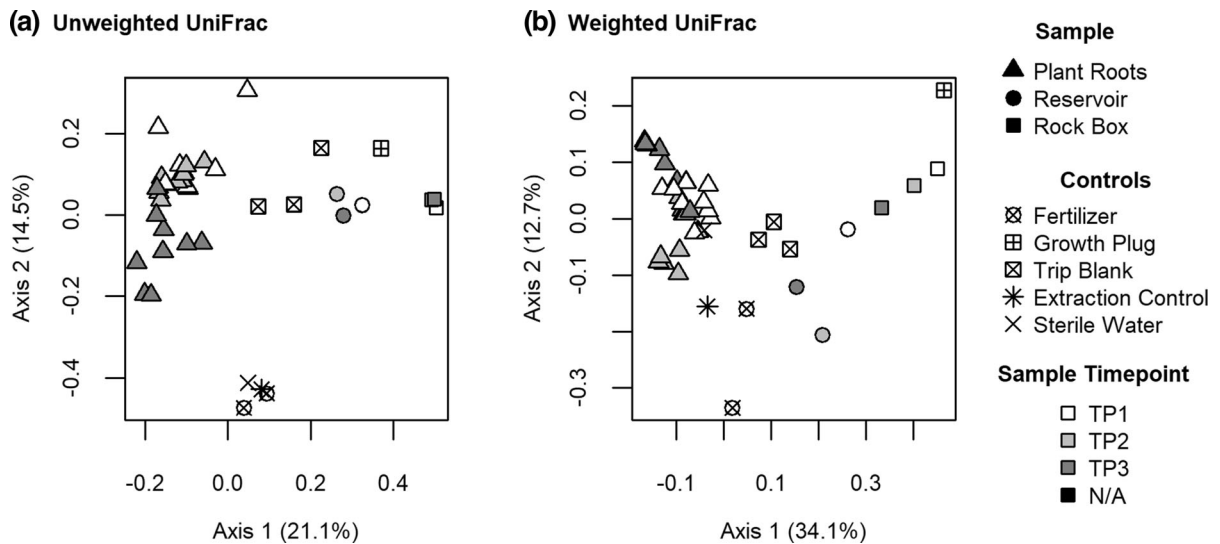 (a) Unweighted UniFrac
Axis 2 (14.5%)
0.2
0.0
-0.2
-0.4
-0.2
0.0
0.2
0.4
Axis 1 (21.1%)
(b) Weighted UniFrac
Axis 2 (12.7%)
0.2
0.1
0.0
-0.1
-0.3
-0.1
0.1
0.3
Axis 1 (34.1%)
Sample
Plant Roots
Reservoir
Rock Box
Controls
Fertilizer
Growth Plug
Trip Blank
Extraction Control
Sterile Water
Sample Timepoint
TP1
TP2
TP3
N/A